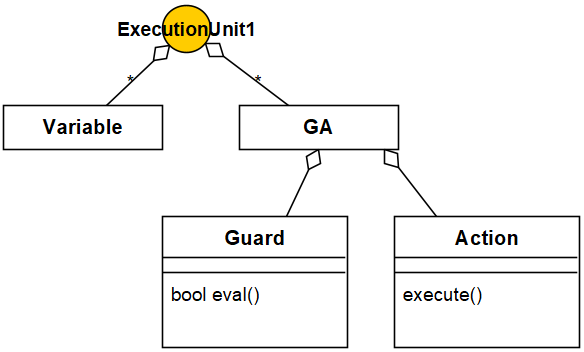 ExecutionUnit1
* *
Variable GA
Guard Action
bool eval() execute()